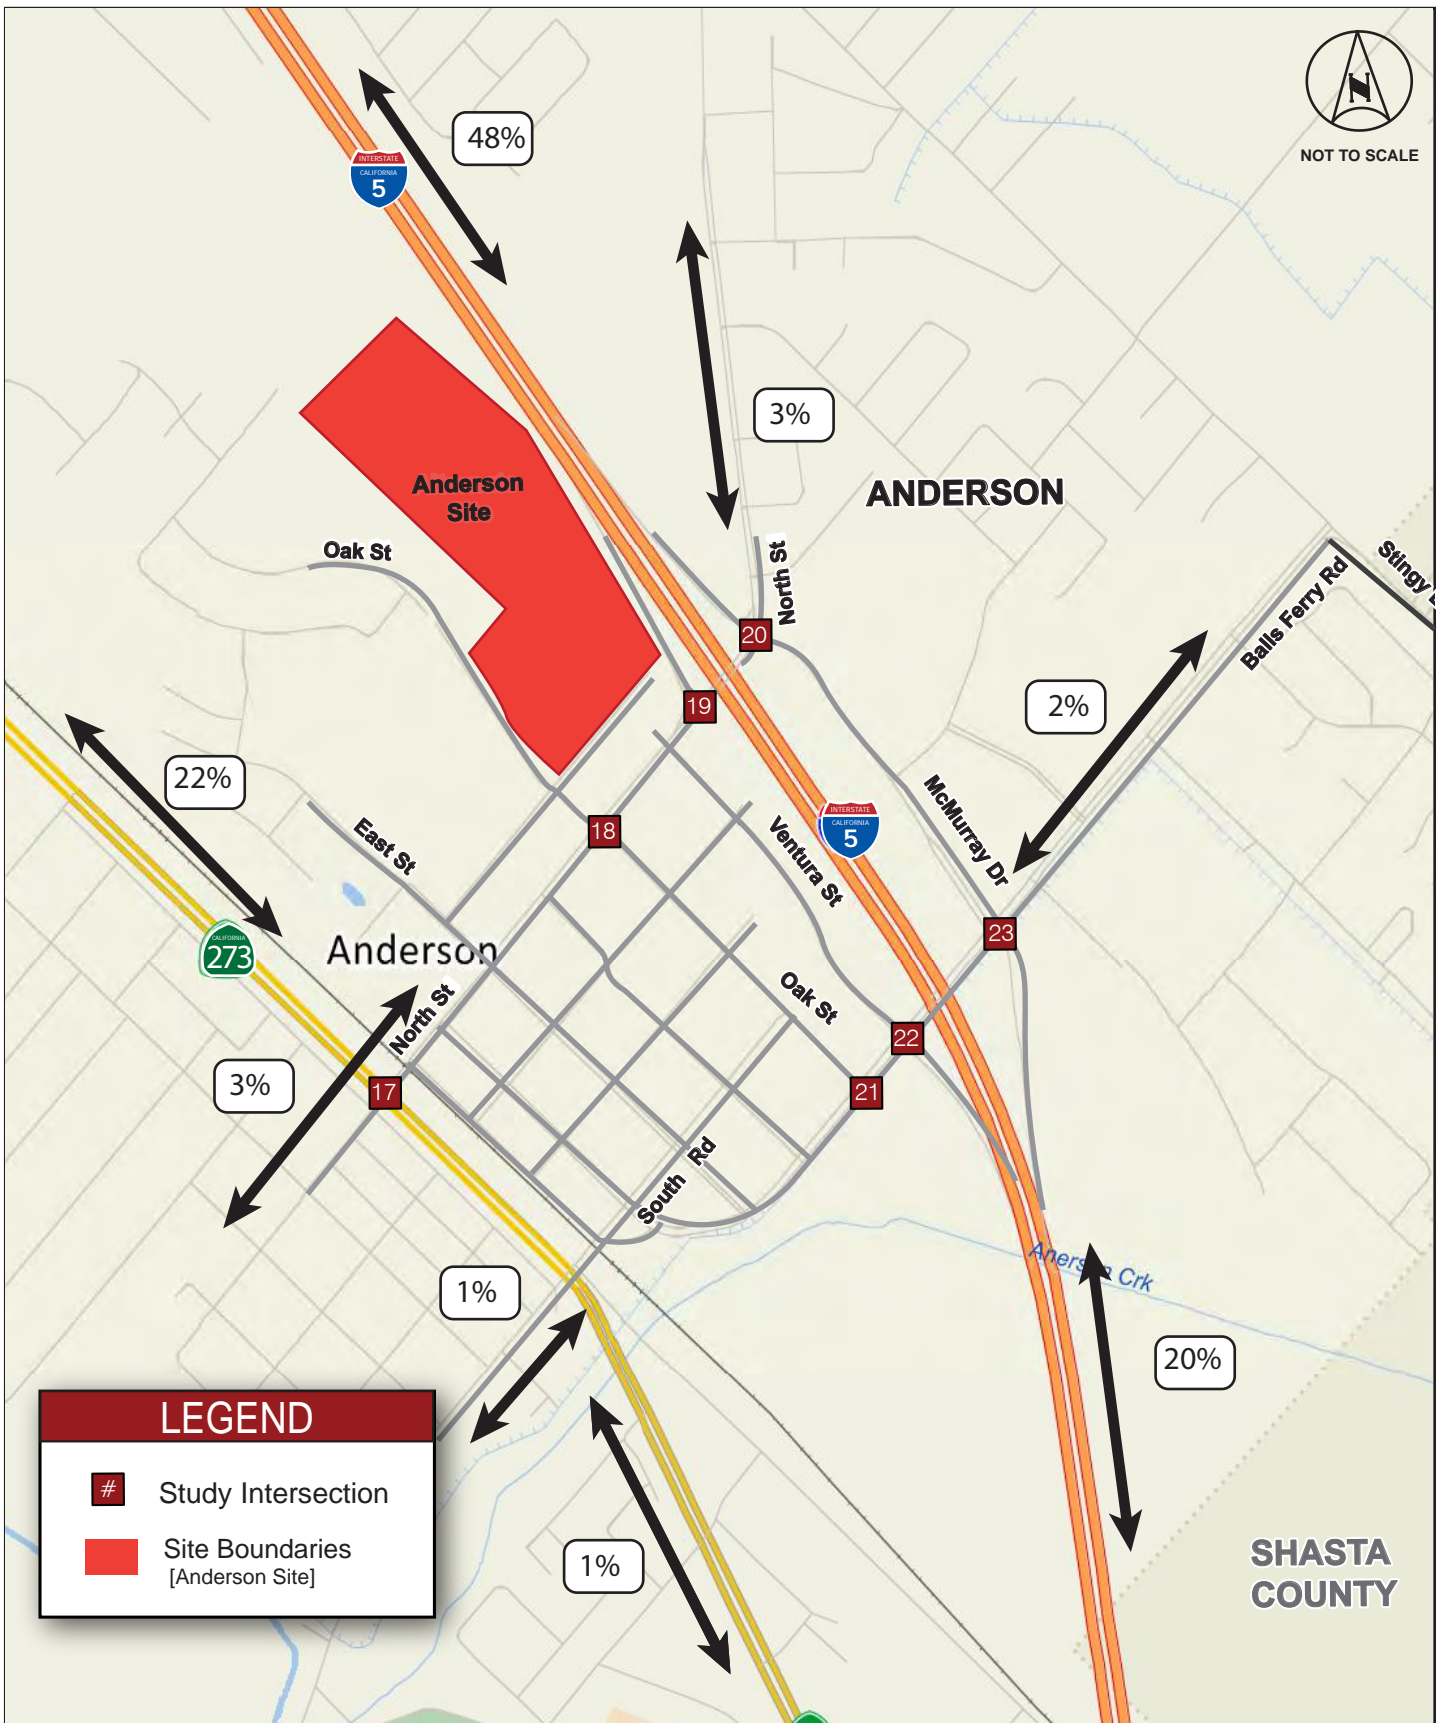 48%
INTERSTATE
CALIFORNIA
5
N
NOT TO SCALE
3%
ANDERSON
Anderson
Site
Oak St
North St
20
Stingy
Balls Ferry Rd
19
2%
22%
East St
18
INTERSTATE
CALIFORNIA
5
McMurray Dr
Ventura St
23
CALIFORNIA
273
Anderson
Oak St
North St
22
3%
17
21
South Rd
Anerson Crk
1%
20%
LEGEND
# Study Intersection
Site Boundaries
[Anderson Site]
1%
SHASTA
COUNTY